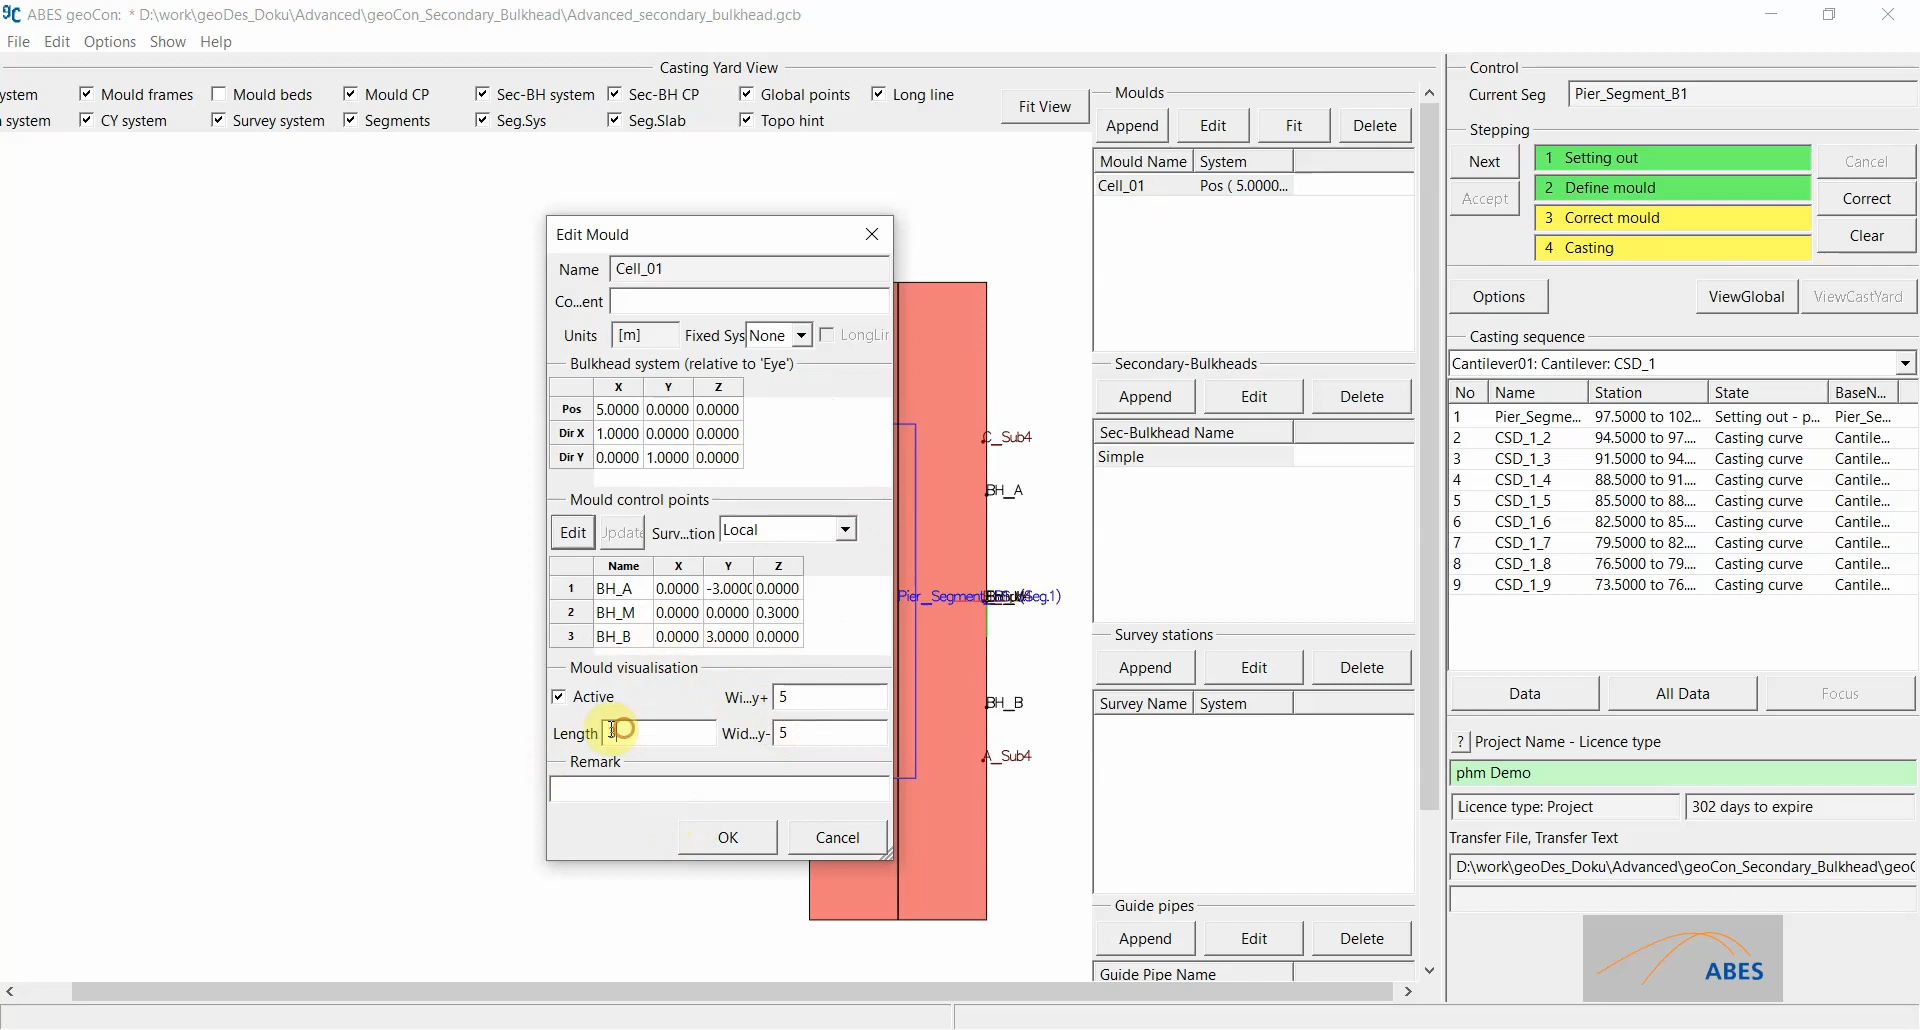 9C ABES geoCon: * D:\work\geoDes_Doku\Advanced\geoCon_Secondary_Bulkhead\Advanced_secondary_bulkhead.gcb
File Edit Options Show Help
Casting Yard View
ystem Mould frames Mould beds Mould CP Sec-BH system Sec-BH CP Global points Long line
system CY system Survey system Segments Seg.Sys Seg.Slab Topo hint
Fit View
Moulds
Append Edit Fit Delete
Mould Name System
Cell_01 Pos ( 5.0000...
Secondary-Bulkheads
Append Edit Delete
Sec-Bulkhead Name
Simple
Survey stations
Append Edit Delete
Survey Name System
Guide pipes
Append Edit Delete
Guide Pipe Name
Edit Mould
Name Cell_01
Co...ent
Units [m] Fixed Sys None LongLir
Bulkhead system (relative to 'Eye')
X Y Z
Pos 5.0000 0.0000 0.0000
Dir X 1.0000 0.0000 0.0000
Dir Y 0.0000 1.0000 0.0000
Mould control points
Edit Update Surv...tion Local
Name X Y Z
1 BH_A 0.0000 -3.0000 0.0000
2 BH_M 0.0000 0.0000 0.3000
3 BH_B 0.0000 3.0000 0.0000
Mould visualisation
Active Wi...y+ 5
Length Wid...y- 5
Remark
OK Cancel
C_Sub4
BH_A
Pier_Segment
(Seg.1)
BH_B
A_Sub4
Control
Current Seg Pier_Segment_B1
Stepping
Next
Accept
1 Setting out
2 Define mould
3 Correct mould
4 Casting
Cancel
Correct
Clear
Options ViewGlobal ViewCastYard
Casting sequence
Cantilever01: Cantilever: CSD_1
No Name Station State BaseN...
1 Pier_Segme... 97.5000 to 102... Setting out - p... Pier_Se...
2 CSD_1_2 94.5000 to 97.... Casting curve Cantile...
3 CSD_1_3 91.5000 to 94.... Casting curve Cantile...
4 CSD_1_4 88.5000 to 91.... Casting curve Cantile...
5 CSD_1_5 85.5000 to 88.... Casting curve Cantile...
6 CSD_1_6 82.5000 to 85.... Casting curve Cantile...
7 CSD_1_7 79.5000 to 82.... Casting curve Cantile...
8 CSD_1_8 76.5000 to 79.... Casting curve Cantile...
9 CSD_1_9 73.5000 to 76.... Casting curve Cantile...
Data All Data Focus
? Project Name - Licence type
phm Demo
Licence type: Project 302 days to expire
Transfer File, Transfer Text
D:\work\geoDes_Doku\Advanced\geoCon_Secondary_Bulkhead\geoC
ABES